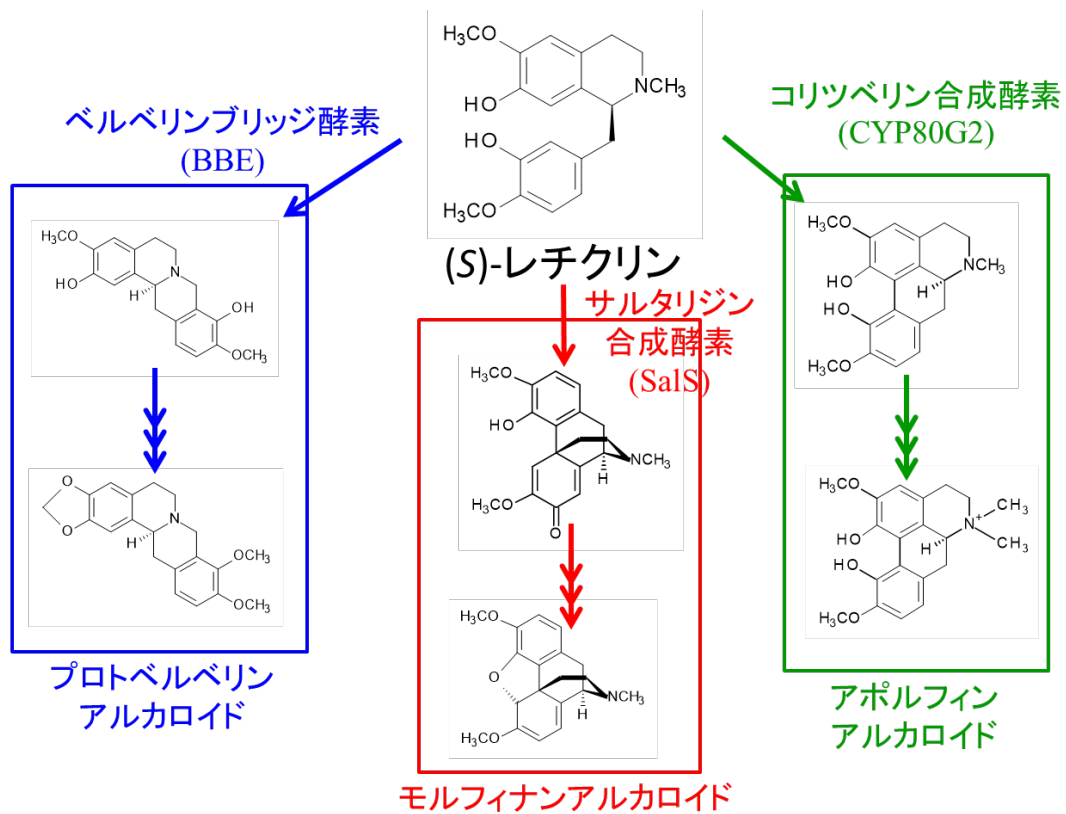 ベルベリンブリッジ酵素
(BBE)
H₃CO
HO
N
H
OH
OCH₃
O
O
N
H
OCH₃
OCH₃
プロトベルベリン
アルカロイド
H₃CO
HO
NCH₃
HO
H₃CO
(S)-レチクリン
サルタリジン
合成酵素
(SalS)
H₃CO
HO
NCH₃
H
H₃CO
O
H₃CO
O
NCH₃
H
H₃CO
モルフィナンアルカロイド
コリツベリン合成酵素
(CYP80G2)
H₃CO
HO
NCH₃
H
HO
H₃CO
H₃CO
CH₃
N+
HO
H
CH₃
HO
H₃CO
アポルフィン
アルカロイド